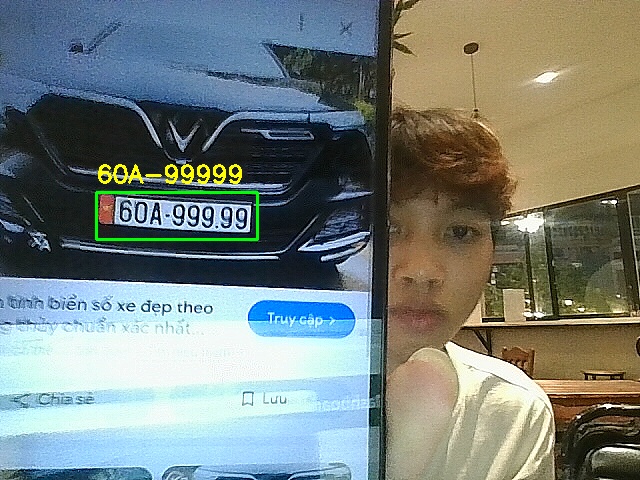 60A-99999
60A-999.99
tính biển số xe đẹp theo
thủy chuẩn xác nhất...
Truy cập >
Chia sẻ
Lưu